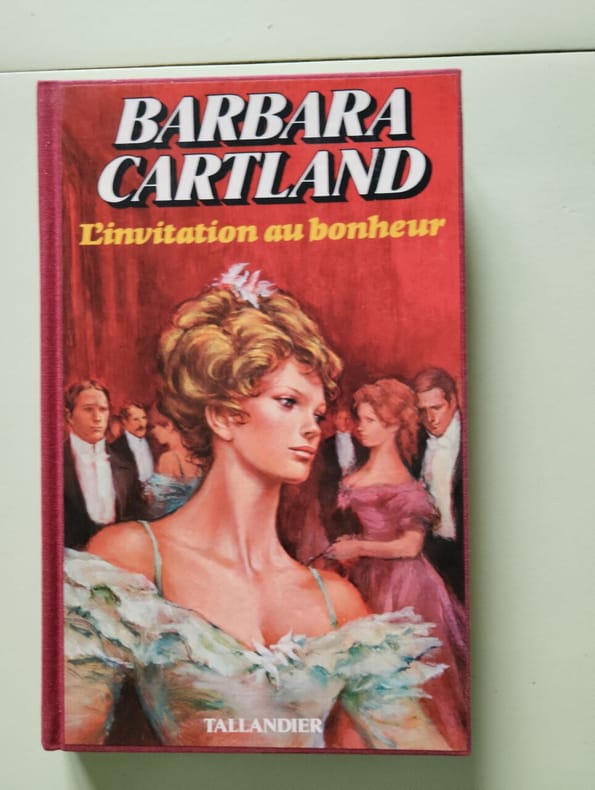 BARBARA
CARTLAND
L'invitation au bonheur
TALLANDIER